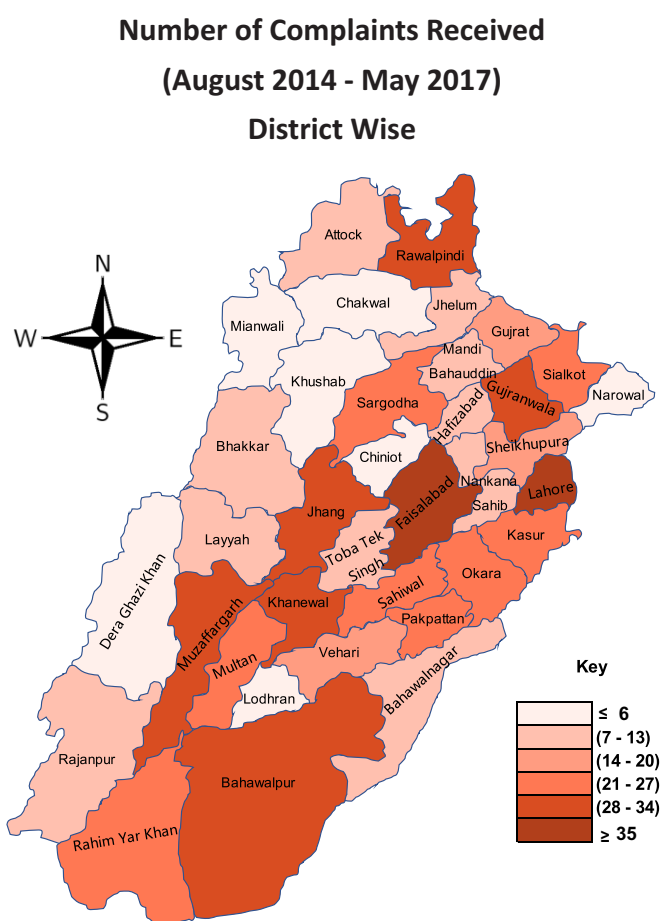 Number of Complaints Received
(August 2014 - May 2017)
District Wise
N
W
E
S
Attock
Rawalpindi
Chakwal
Jhelum
Mianwali
Gujrat
Mandi
Bahauddin
Khushab
Sialkot
Sargodha
Gujranwala
Narowal
Hafizabad
Bhakkar
Chiniot
Sheikhupura
Nankana
Sahib
Lahore
Faisalabad
Jhang
Layyah
Toba Tek
Singh
Kasur
Okara
Dera Ghazi Khan
Muzaffargarh
Khanewal
Sahiwal
Pakpattan
Multan
Vehari
Bahawalnagar
Lodhran
Rajanpur
Bahawalpur
Rahim Yar Khan
Key
≤ 6
(7 - 13)
(14 - 20)
(21 - 27)
(28 - 34)
≥ 35